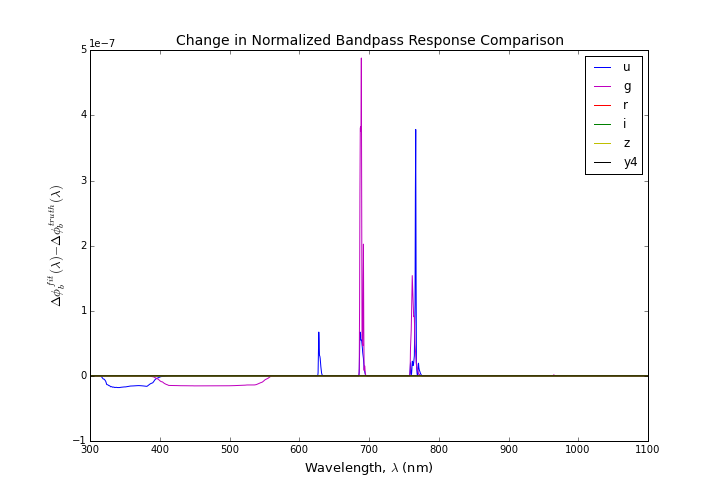 Change in Normalized Bandpass Response Comparison
1e−7
5
4
3
2
1
0
−1
300 400 500 600 700 800 900 1000 1100
Wavelength, λ (nm)
Δϕ_b^{fit}(λ)−Δϕ_b^{truth}(λ)
u
g
r
i
z
y4